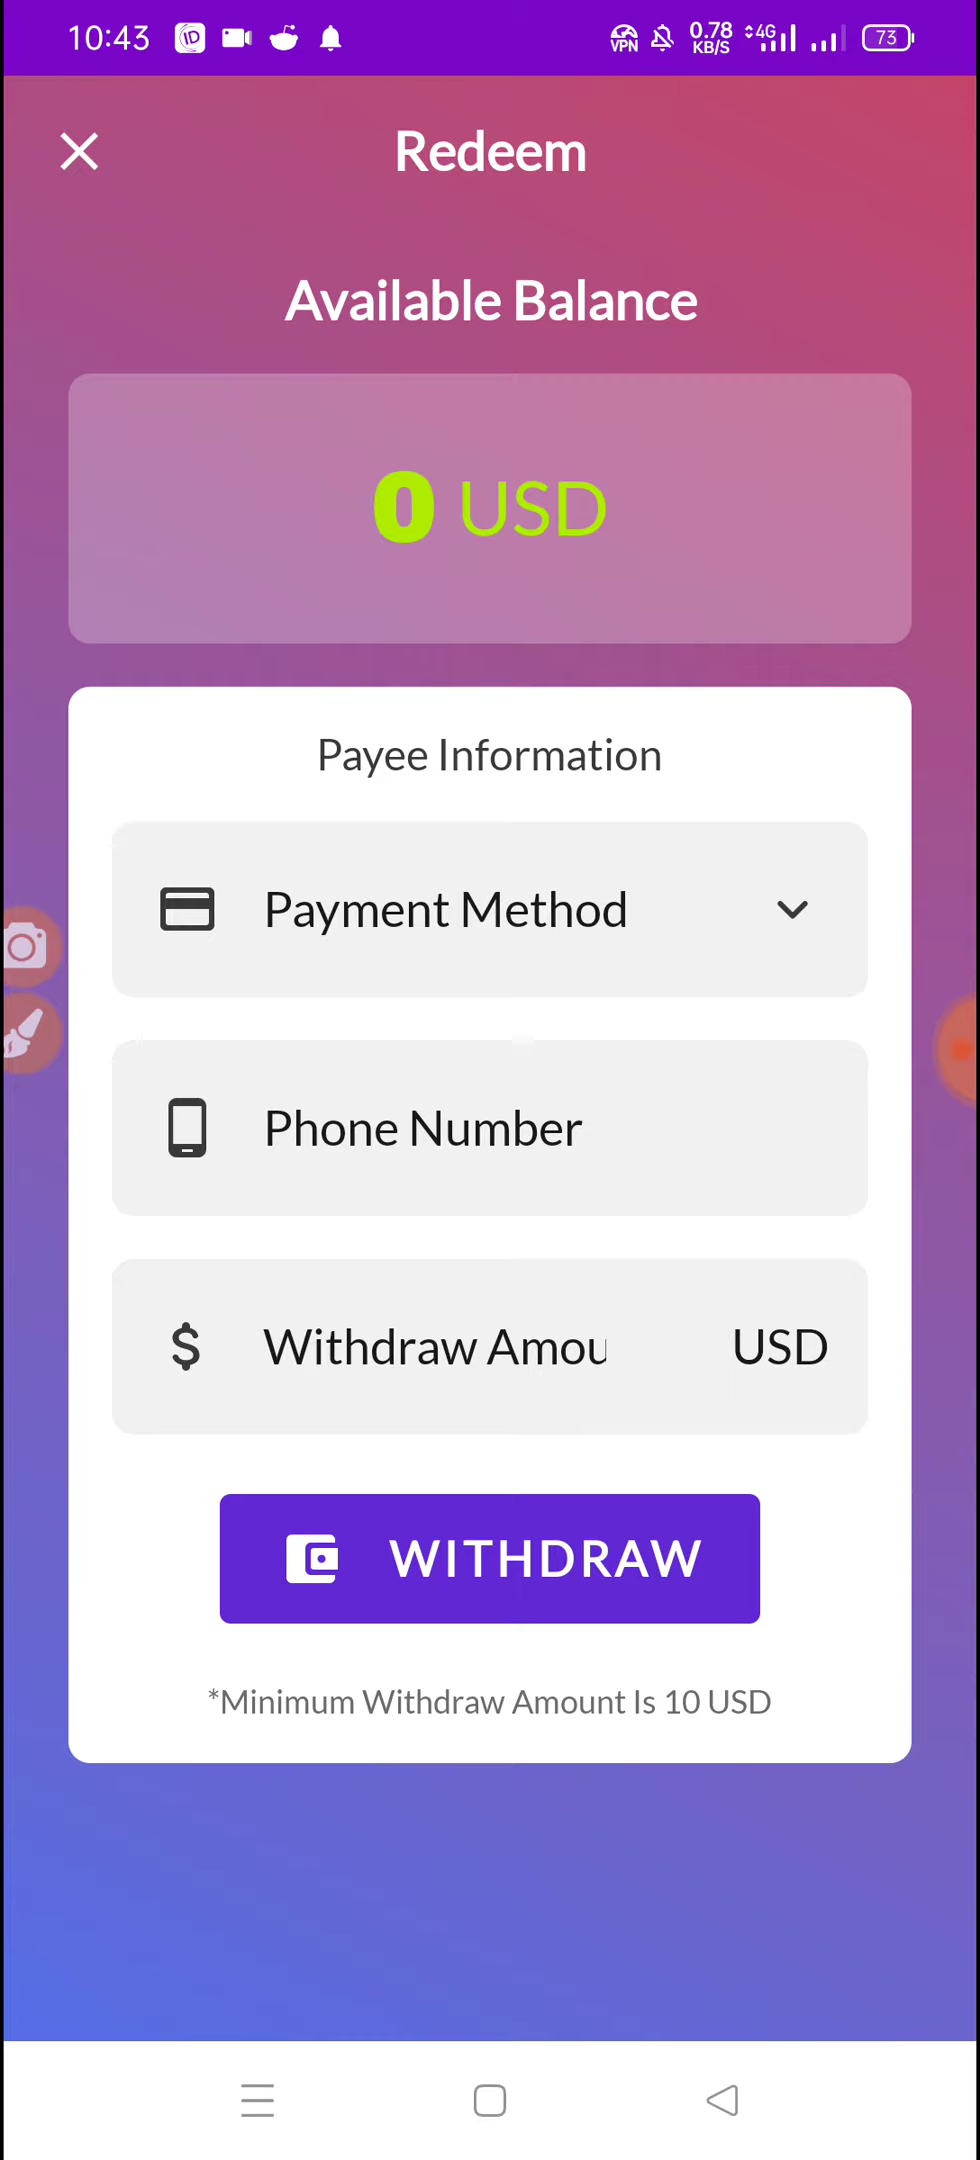 10:43 ID VPN 0.78 KB/S 4G 73
Redeem
Available Balance
0 USD
Payee Information
Payment Method
Phone Number
Withdraw Amou USD
WITHDRAW
*Minimum Withdraw Amount Is 10 USD